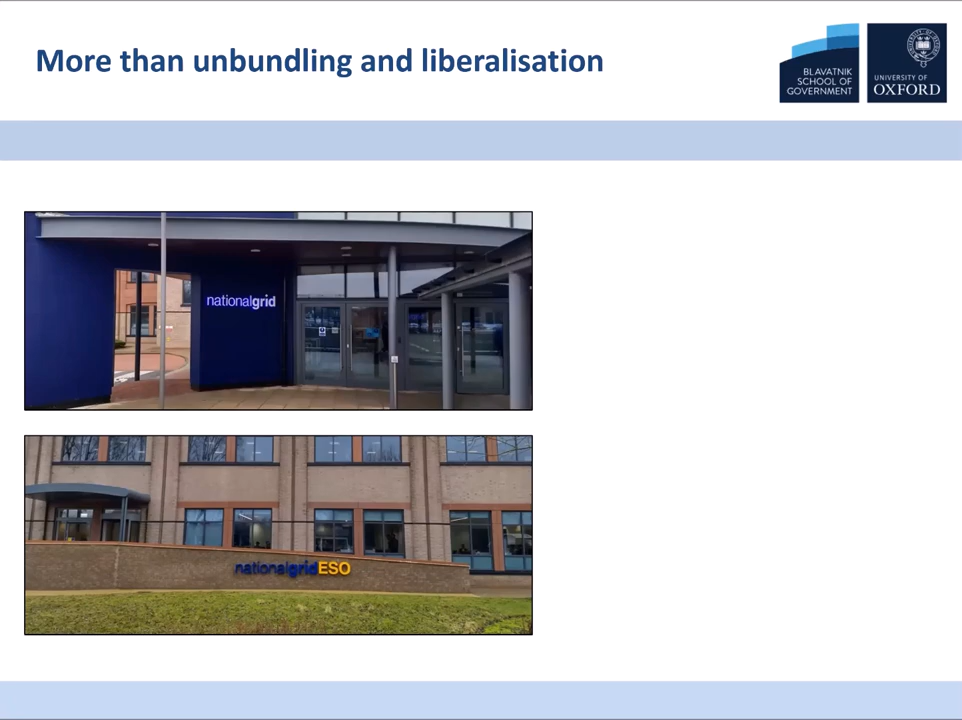 More than unbundling and liberalisation
BLAVATNIK
SCHOOL OF
GOVERNMENT
UNIVERSITY OF
OXFORD
nationalgrid
nationalgridESO